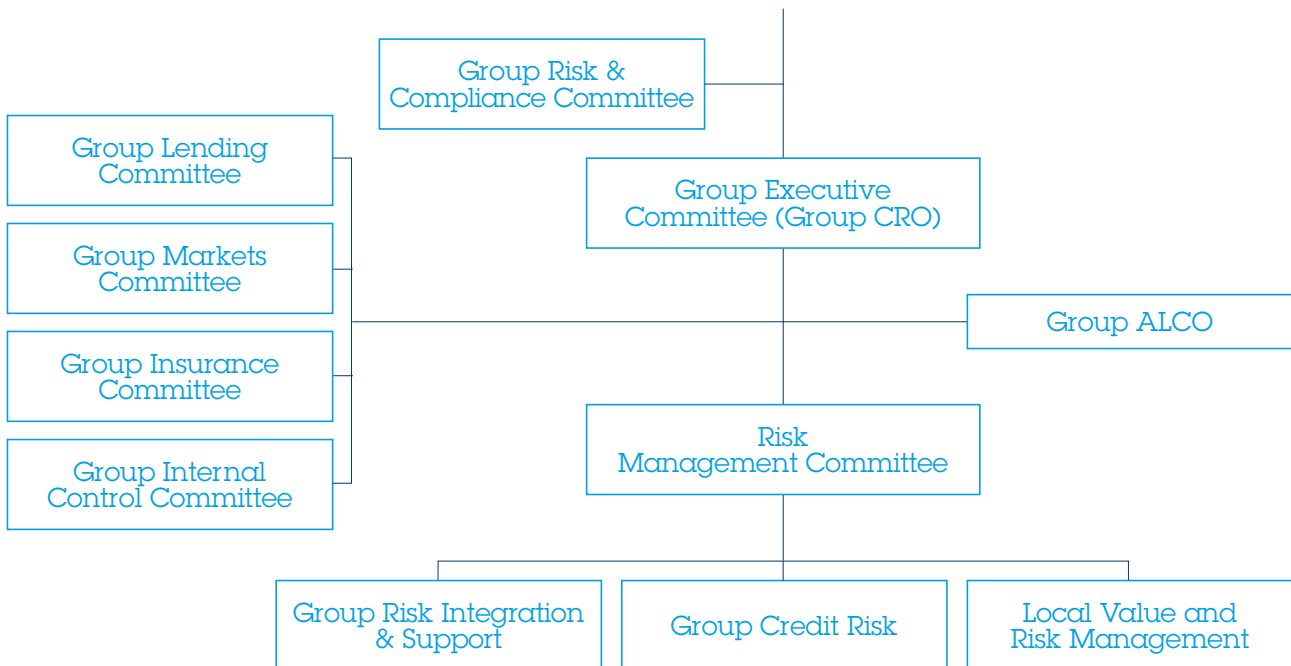 Group Risk &
Compliance Committee
Group Lending
Committee
Group Executive
Committee (Group CRO)
Group Markets
Committee
Group ALCO
Group Insurance
Committee
Risk
Management Committee
Group Internal
Control Committee
Group Risk Integration
& Support
Group Credit Risk
Local Value and
Risk Management